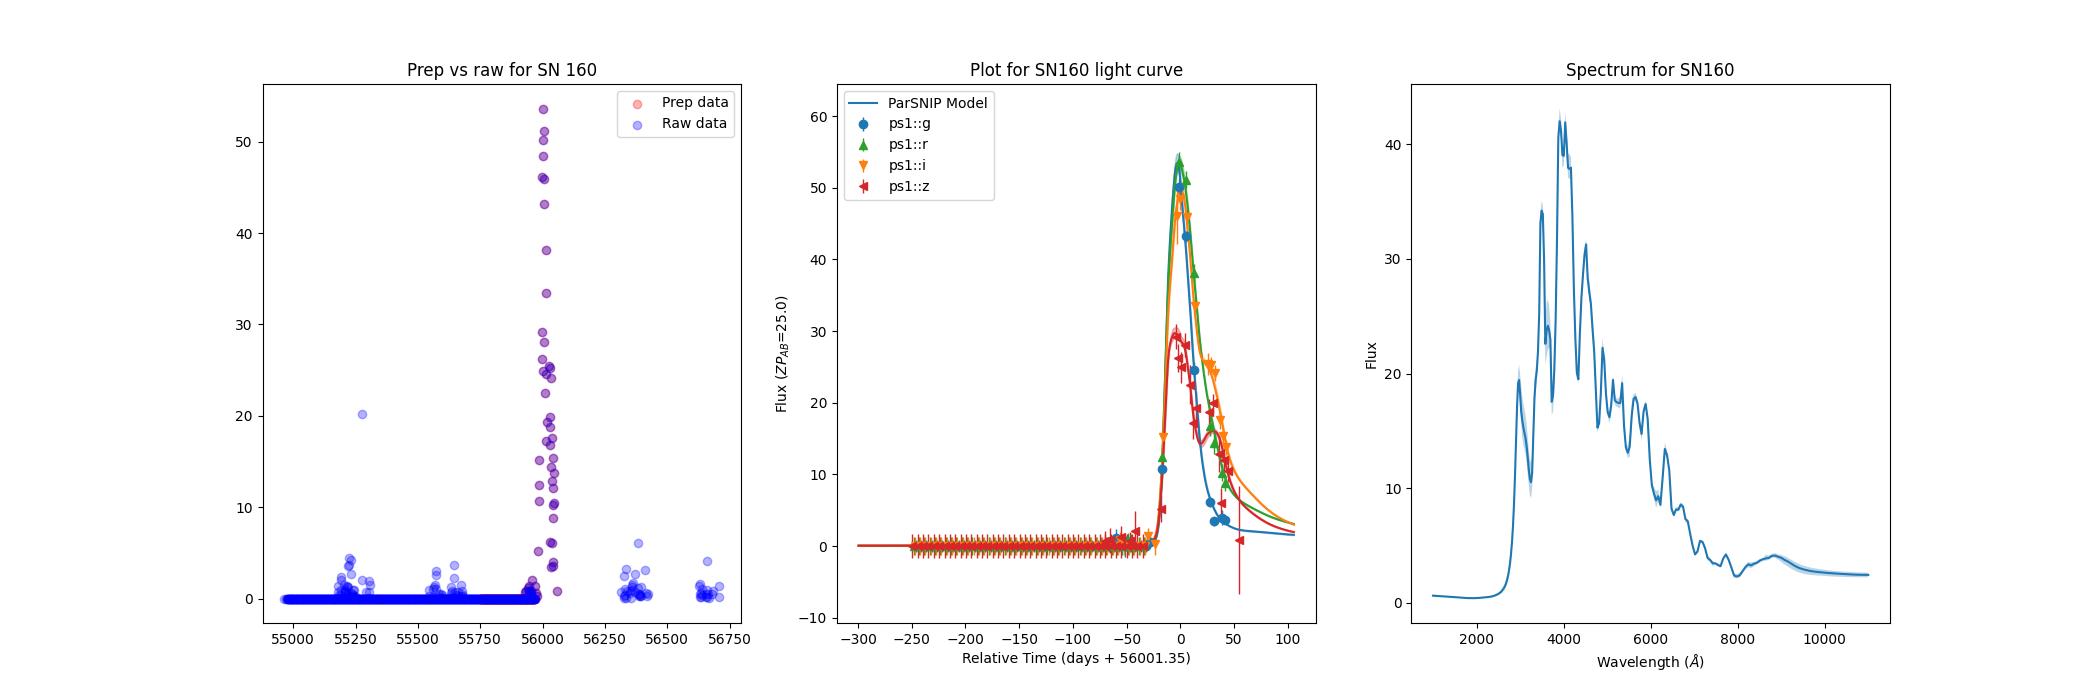 Prep vs raw for SN 160
Prep data
Raw data
50
40
30
20
10
0
55000
55250
55500
55750
56000
56250
56500
56750
Plot for SN160 light curve
ParSNIP Model
ps1::g
ps1::r
ps1::i
ps1::z
Flux (ZP_AB=25.0)
60
50
40
30
20
10
0
−10
−300
−250
−200
−150
−100
−50
0
50
100
Relative Time (days + 56001.35)
Spectrum for SN160
Flux
40
30
20
10
0
2000
4000
6000
8000
10000
Wavelength (Å)